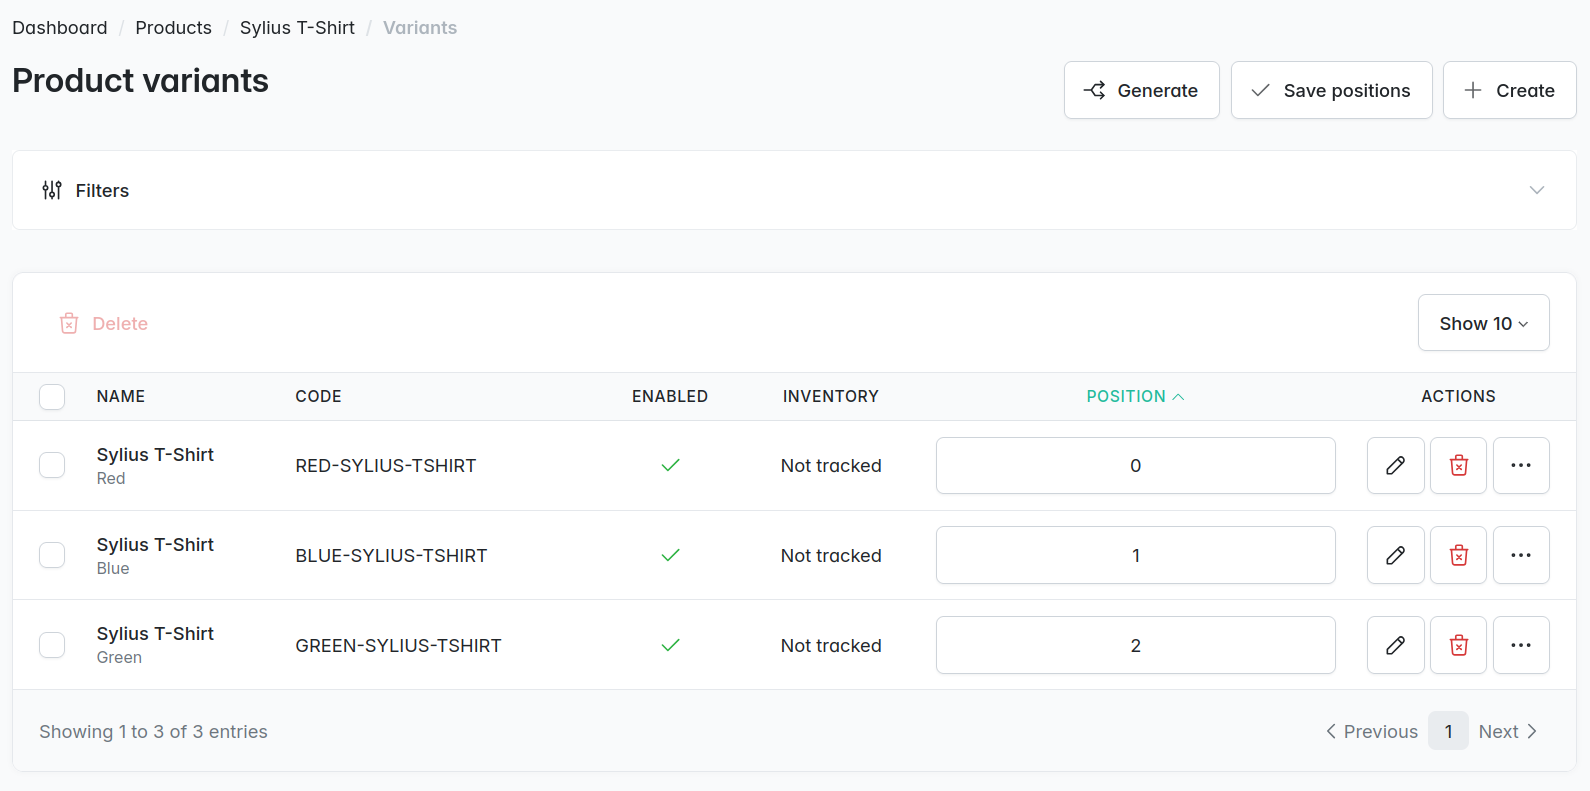 Dashboard / Products / Sylius T-Shirt / Variants
Product variants
Generate
Save positions
Create
Filters
Delete
Show 10
NAME CODE ENABLED INVENTORY POSITION ACTIONS
Sylius T-Shirt
Red
RED-SYLIUS-TSHIRT Not tracked 0
Sylius T-Shirt
Blue
BLUE-SYLIUS-TSHIRT Not tracked 1
Sylius T-Shirt
Green
GREEN-SYLIUS-TSHIRT Not tracked 2
Showing 1 to 3 of 3 entries
Previous 1 Next